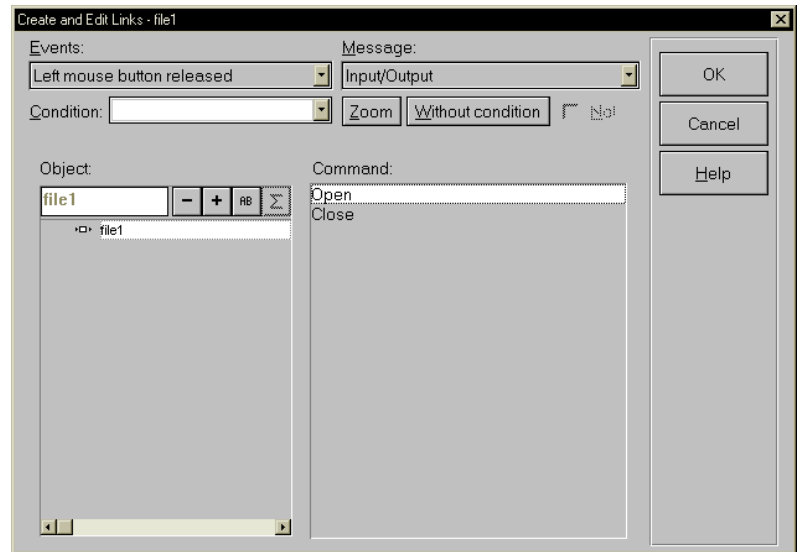 Create and Edit Links - file1
Events:
Message:
Left mouse button released
Input/Output
OK
Condition:
Zoom
Without condition
Not
Cancel
Object:
Command:
Help
file1
- + AB Σ
Open
file1
Close